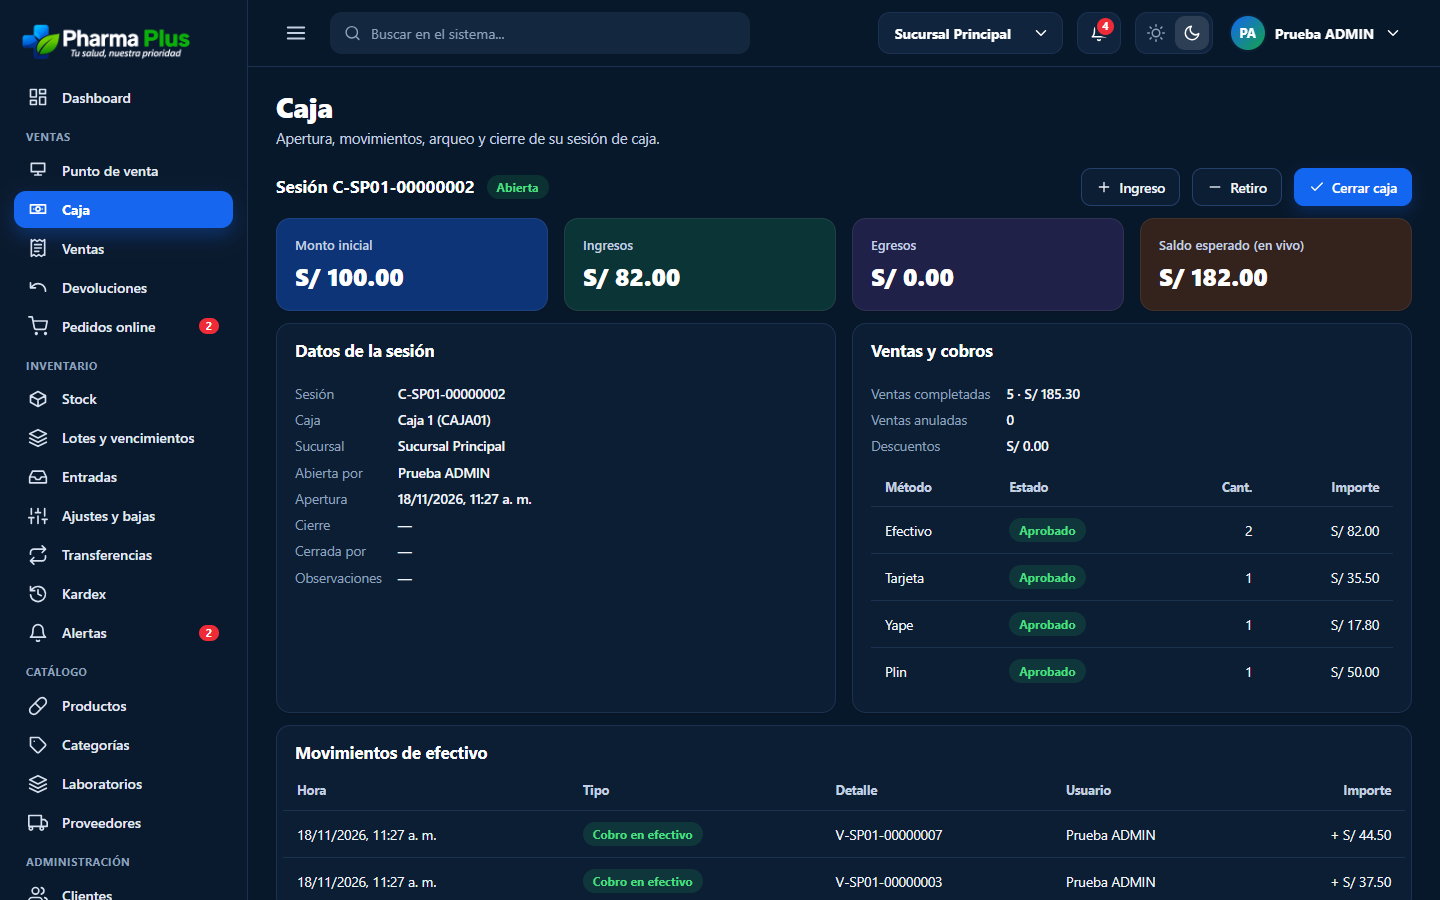 Pharma Plus
Tu salud, nuestra prioridad
Buscar en el sistema...
Sucursal Principal
4
PA
Prueba ADMIN
Dashboard
VENTAS
Punto de venta
Caja
Ventas
Devoluciones
Pedidos online 2
INVENTARIO
Stock
Lotes y vencimientos
Entradas
Ajustes y bajas
Transferencias
Kardex
Alertas 2
CATÁLOGO
Productos
Categorías
Laboratorios
Proveedores
ADMINISTRACIÓN
Clientes
Caja
Apertura, movimientos, arqueo y cierre de su sesión de caja.
Sesión C-SP01-00000002 Abierta
+ Ingreso
− Retiro
Cerrar caja
Monto inicial
S/ 100.00
Ingresos
S/ 82.00
Egresos
S/ 0.00
Saldo esperado (en vivo)
S/ 182.00
Datos de la sesión
Sesión C-SP01-00000002
Caja Caja 1 (CAJA01)
Sucursal Sucursal Principal
Abierta por Prueba ADMIN
Apertura 18/11/2026, 11:27 a. m.
Cierre —
Cerrada por —
Observaciones —
Ventas y cobros
Ventas completadas 5 · S/ 185.30
Ventas anuladas 0
Descuentos S/ 0.00
Método Estado Cant. Importe
Efectivo Aprobado 2 S/ 82.00
Tarjeta Aprobado 1 S/ 35.50
Yape Aprobado 1 S/ 17.80
Plin Aprobado 1 S/ 50.00
Movimientos de efectivo
Hora Tipo Detalle Usuario Importe
18/11/2026, 11:27 a. m. Cobro en efectivo V-SP01-00000007 Prueba ADMIN + S/ 44.50
18/11/2026, 11:27 a. m. Cobro en efectivo V-SP01-00000003 Prueba ADMIN + S/ 37.50